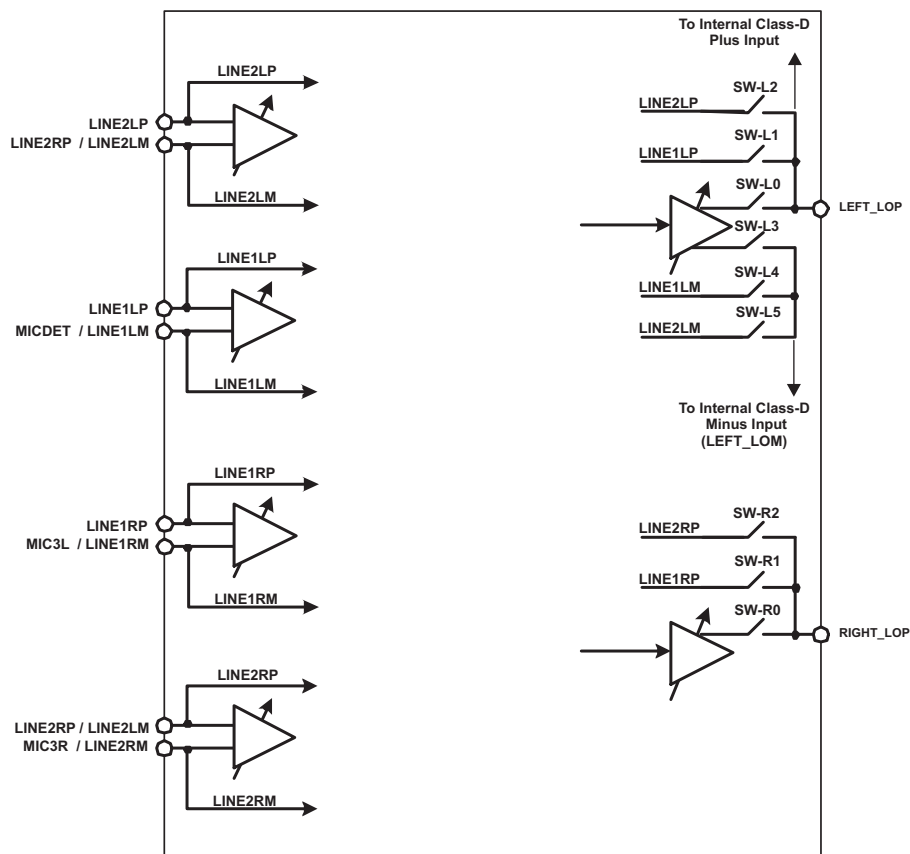 To Internal Class-D
Plus Input
LINE2LP
LINE2LP
LINE2RP / LINE2LM
LINE2LM
LINE1LP
LINE1LP
MICDET / LINE1LM
LINE1LM
LINE1RP
LINE1RP
MIC3L / LINE1RM
LINE1RM
LINE2RP
LINE2RP / LINE2LM
MIC3R / LINE2RM
LINE2RM
SW-L2
LINE2LP
SW-L1
LINE1LP
SW-L0
LEFT_LOP
SW-L3
SW-L4
LINE1LM
SW-L5
LINE2LM
To Internal Class-D
Minus Input
(LEFT_LOM)
SW-R2
LINE2RP
SW-R1
LINE1RP
SW-R0
RIGHT_LOP